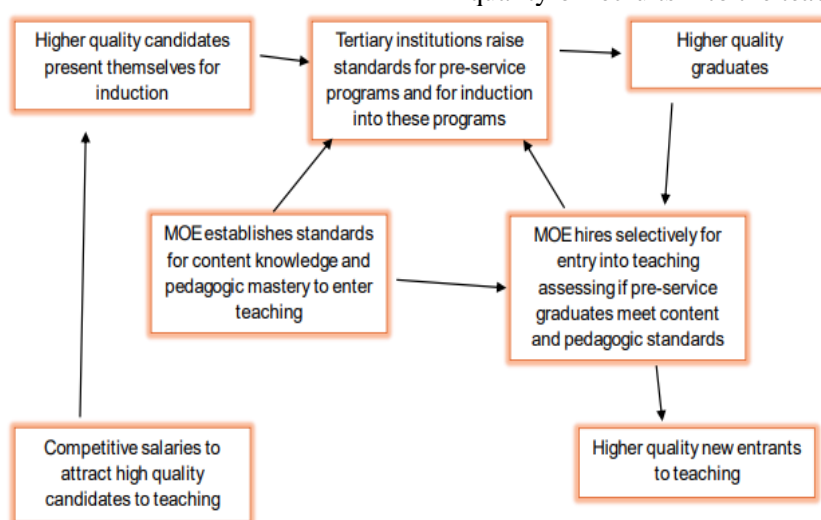 Higher quality candidates
present themselves for
induction
Tertiary institutions raise
standards for pre-service
programs and for induction
into these programs
Higher quality
graduates
MOE establishes standards
for content knowledge and
pedagogic mastery to enter
teaching
MOE hires selectively for
entry into teaching
assessing if pre-service
graduates meet content
and pedagogic standards
Competitive salaries to
attract high quality
candidates to teaching
Higher quality new entrants
to teaching